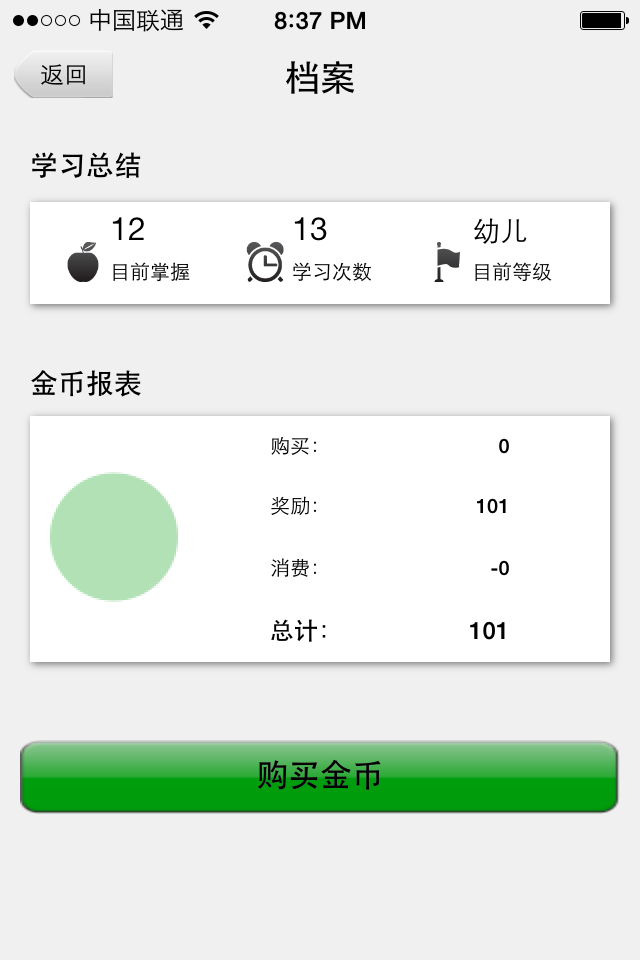 中国联通 8:37 PM
返回 档案
学习总结
12 13 幼儿
目前掌握 学习次数 目前等级
金币报表
购买: 0
奖励: 101
消费: -0
总计: 101
购买金币